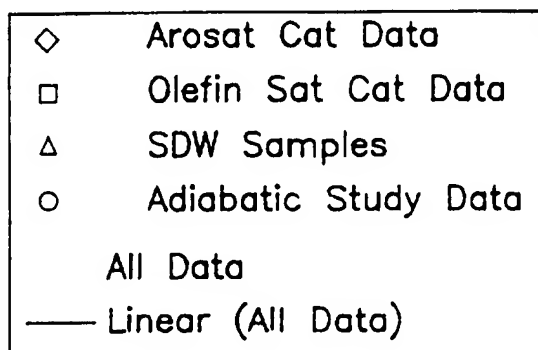 Arosat Cat Data
Olefin Sat Cat Data
SDW Samples
Adiabatic Study Data
All Data
Linear (All Data)